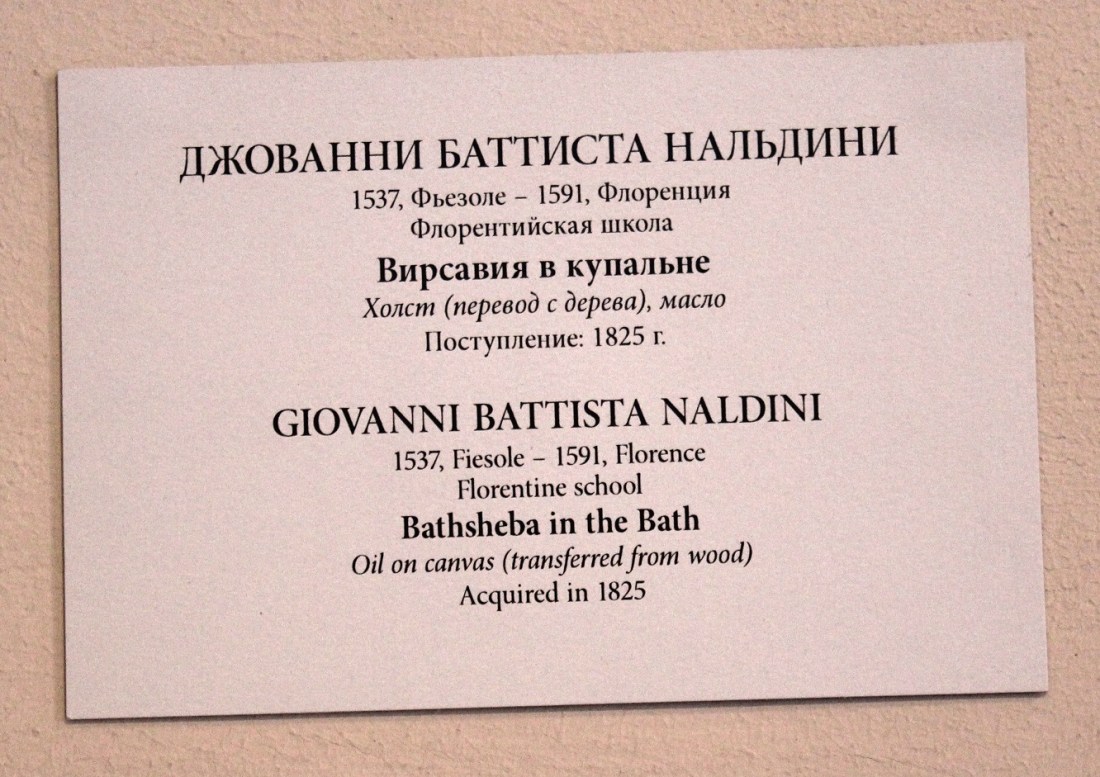 ДЖОВАННИ БАТТИСТА НАЛЬДИНИ
1537, Фьезоле – 1591, Флоренция
Флорентийская школа
Вирсавия в купальне
Холст (перевод с дерева), масло
Поступление: 1825 г.
GIOVANNI BATTISTA NALDINI
1537, Fiesole – 1591, Florence
Florentine school
Bathsheba in the Bath
Oil on canvas (transferred from wood)
Acquired in 1825